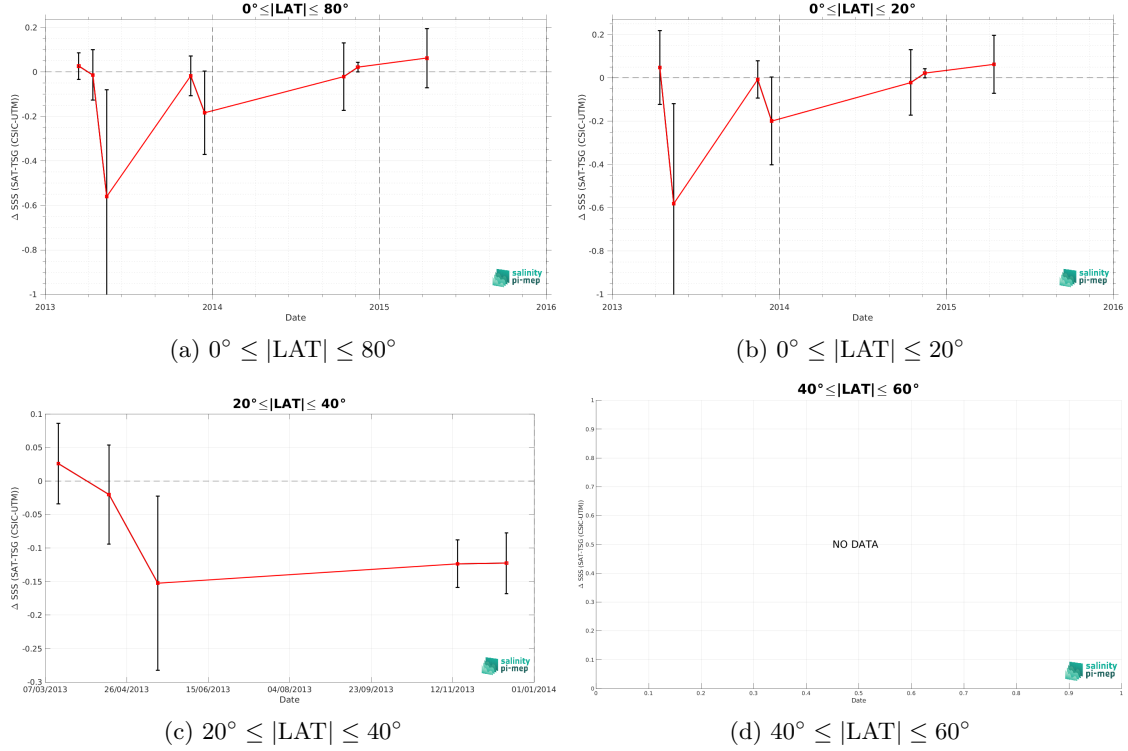 0°≤|LAT|≤ 80°
0.2
0
-0.2
-0.4
-0.6
-0.8
-1
Δ SSS (SAT-TSG (CSIC-UTM))
2013
2014
2015
2016
Date
salinity
pi-mep
(a) 0° ≤ |LAT| ≤ 80°
0°≤|LAT|≤ 20°
0.2
0
-0.2
-0.4
-0.6
-0.8
-1
Δ SSS (SAT-TSG (CSIC-UTM))
2013
2014
2015
2016
Date
salinity
pi-mep
(b) 0° ≤ |LAT| ≤ 20°
20°≤|LAT|≤ 40°
0.1
0.05
0
-0.05
-0.1
-0.15
-0.2
-0.25
-0.3
Δ SSS (SAT-TSG (CSIC-UTM))
07/03/2013
26/04/2013
15/06/2013
04/08/2013
23/09/2013
12/11/2013
01/01/2014
Date
salinity
pi-mep
(c) 20° ≤ |LAT| ≤ 40°
40°≤|LAT|≤ 60°
1
0.9
0.8
0.7
0.6
0.5
0.4
0.3
0.2
0.1
0
Δ SSS (SAT-TSG (CSIC-UTM))
NO DATA
0
0.1
0.2
0.3
0.4
0.5
0.6
0.7
0.8
0.9
1
Date
salinity
pi-mep
(d) 40° ≤ |LAT| ≤ 60°